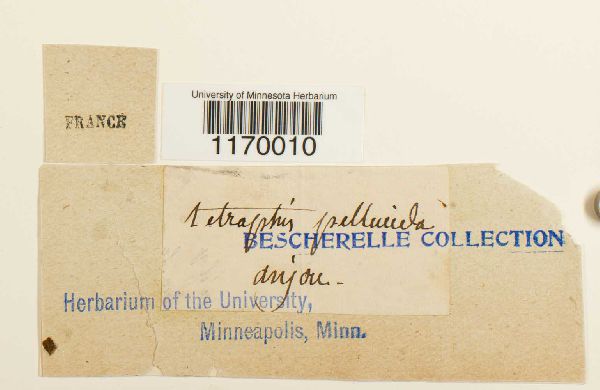 FRANCE
University of Minnesota Herbarium
1170010
tetraphis pellucida
BESCHERELLE COLLECTION
anjou.
Herbarium of the University,
Minneapolis, Minn.